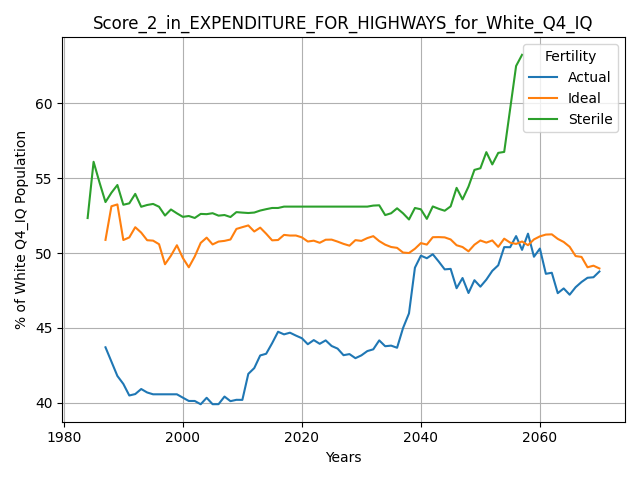 Score_2_in_EXPENDITURE_FOR_HIGHWAYS_for_White_Q4_IQ
% of White Q4_IQ Population
60
55
50
45
40
Fertility
Actual
Ideal
Sterile
1980
2000
2020
2040
2060
Years